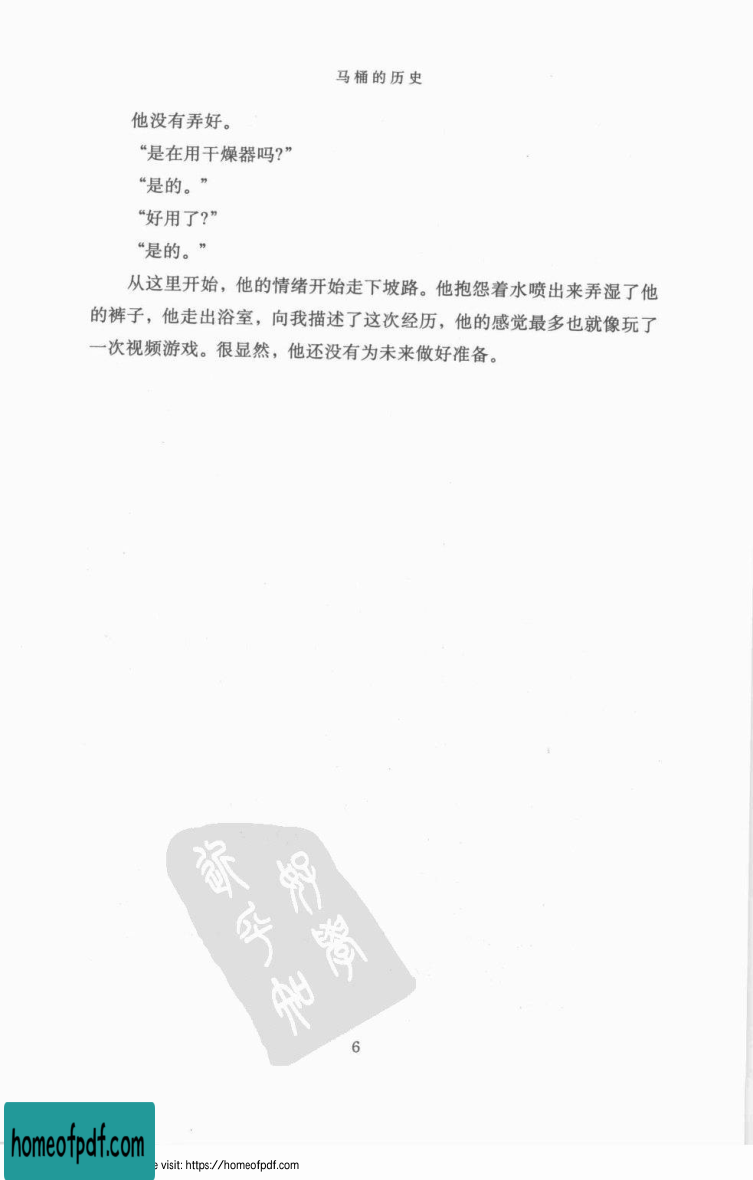 马桶的历史
他没有弄好。
“是在用干燥器吗?”
“是的。”
“好用了?”
“是的。”
从这里开始，他的情绪开始走下坡路。他抱怨着水喷出来弄湿了他
的裤子，他走出浴室，向我描述了这次经历，他的感觉最多也就像玩了
一次视频游戏。很显然，他还没有为未来做好准备。
好學
6
homeofpdf.com
e visit: https://homeofpdf.com